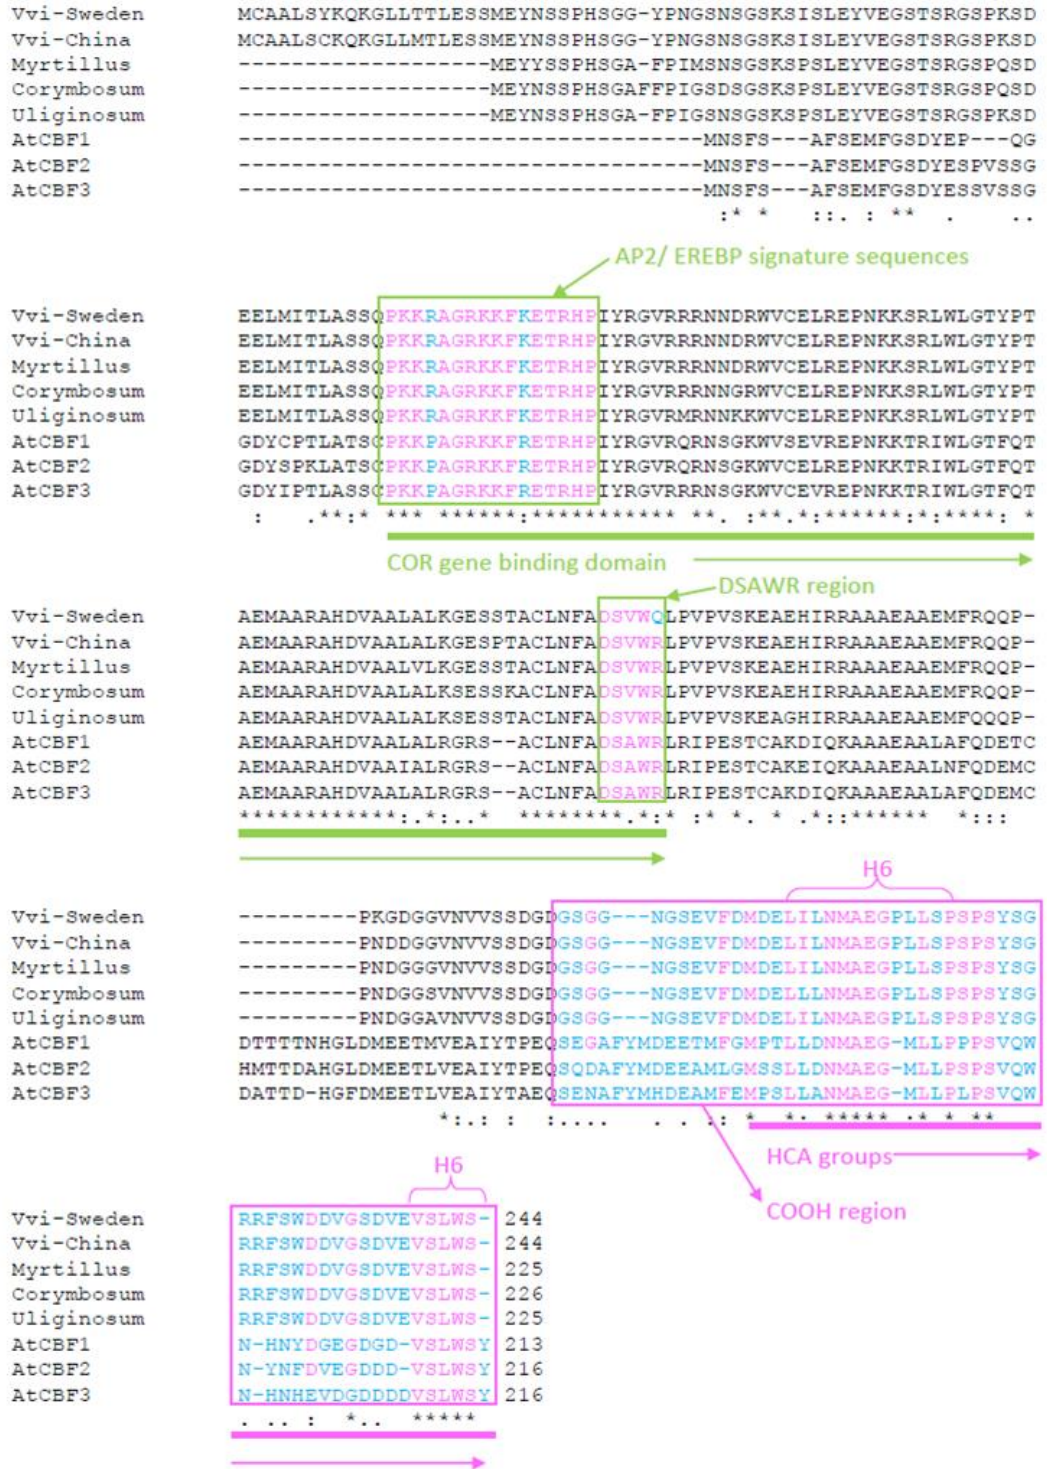 Vvi-Sweden MCAALSYKQKGLLTTLESSMEYNSSPHSGG-YPNGSNSGSKSISLEYVEGSTSRGSPKSD
Vvi-China MCAALSCKQKGLLMTLESSMEYNSSPHSGG-YPNGSNSGSKSISLEYVEGSTSRGSPKSD
Myrtillus ---------------------MEYYSSPHSGA-FPIMSNSGSKSPSLEYVEGSTSRGSPQSD
Corymbosum ---------------------MEYNSSPHSGAFFPIGSDSGSKSPSLEYVEGSTSRGSPQSD
Uliginosum ---------------------MEYNSSPHSGA-FPIGSNSGSKSPSLEYVEGSTSRGSPKSD
AtCBF1 -----------------------------------MNSFS---AFSEMFGSDYEP---QG
AtCBF2 -----------------------------------MNSFS---AFSEMFGSDYESPVSSG
AtCBF3 -----------------------------------MNSFS---AFSEMFGSDYESSVSSG
:* * ::. : ** . ..
AP2/ EREBP signature sequences
Vvi-Sweden EELMITLASSQPKKRAGRKKFKETRHPIYRGVRRRNNDRWVCELREPNKKSRLWLGTYPT
Vvi-China EELMITLASSQPKKRAGRKKFKETRHPIYRGVRRRNNDRWVCELREPNKKSRLWLGTYPT
Myrtillus EELMITLASSQPKKRAGRKKFKETRHPIYRGVRRRNNDRWVCELREPNKKSRLWLGTYPT
Corymbosum EELMITLASSQPKKRAGRKKFKETRHPIYRGVRRRNNGRWVCELREPNKKSRLWLGTYPT
Uliginosum EELMITLASSQPKKRAGRKKFKETRHPIYRGVRMRNNKKWVCELREPNKKSRLWLGTYPT
AtCBF1 GDYCPTLATSCPKKPAGRKKFRETRHPIYRGVRQRNSGKWVSEVREPNKKTRIWLGTFQT
AtCBF2 GDYSPKLATSCPKKPAGRKKFRETRHPIYRGVRQRNSGKWVCELREPNKKTRIWLGTFQT
AtCBF3 GDYIPTLASSCPKKPAGRKKFRETRHPIYRGVRRRNSGKWVCEVREPNKKTRIWLGTFQT
: .**:* *** ******:*********** **. :**.*:******:*:****: *
COR gene binding domain
DSAWR region
Vvi-Sweden AEMAARAHDVAALALKGESSTACLNFADSVWQLPVPVSKEAEHIRRAAAEAAEMFRQQP-
Vvi-China AEMAARAHDVAALALKGESPTACLNFADSVWRLPVPVSKEAEHIRRAAAEAAEMFRQQP-
Myrtillus AEMAARAHDVAALVLKGESSTACLNFADSVWRLPVPVSKEAEHIRRAAAEAAEMFRQQP-
Corymbosum AEMAARAHDVAALALKSESSKACLNFADSVWRLPVPVSKEAEHIRRAAAEAAEMFRQQP-
Uliginosum AEMAARAHDVAALALKSESSTACLNFADSVWRLPVPVSKEAGHIRRAAAEAAEMFQQQP-
AtCBF1 AEMAARAHDVAALALRGRS--ACLNFADSAWRLRIPESTCAKDIQKAAAEAALAFQDETC
AtCBF2 AEMAARAHDVAAIALRGRS--ACLNFADSAWRLRIPESTCAKEIQKAAAEAALNFQDEMC
AtCBF3 AEMAARAHDVAALALRGRS--ACLNFADSAWRLRIPESTCAKDIQKAAAEAALAFQDEMC
************:.*:..* ********.*:* :* *. * .*::****** *:::
H6
Vvi-Sweden ----------PKGDGGVNVVSSDGDGSGG---NGSEVFDMDELILNMAEGPLLSPSPSYSG
Vvi-China ----------PNDDGGVNVVSSDGDGSGG---NGSEVFDMDELILNMAEGPLLSPSPSYSG
Myrtillus ----------PNDGGGVNVVSSDGDGSGG---NGSEVFDMDELILNMAEGPLLSPSPSYSG
Corymbosum ----------PNDGGSVNVVSSDGDGSGG---NGSEVFDMDELLLNMAEGPLLSPSPSYSG
Uliginosum ----------PNDGGAVNVVSSDGDGSGG---NGSEVFDMDELILNMAEGPLLSPSPSYSG
AtCBF1 DTTTTNHGLDMEETMVEAIYTPEQSEGAFYMDEETMFGMPTLLDNMAEG-MLLPPPSVQW
AtCBF2 HMTTDAHGLDMEETLVEAIYTPEQSQDAFYMDEEAMLGMSSLLDNMAEG-MLLPSPSVQW
AtCBF3 DATTD-HGFDMEETLVEAIYTAEQSENAFYMHDEAMFEMPSLLANMAEG-MLLPLPSVQW
*:.: : :.... . . :: * *. ***** .:* * **
HCA groups
COOH region
H6
Vvi-Sweden RRFSWDDVGSDVEVSLWS- 244
Vvi-China RRFSWDDVGSDVEVSLWS- 244
Myrtillus RRFSWDDVGSDVEVSLWS- 225
Corymbosum RRFSWDDVGSDVEVSLWS- 226
Uliginosum RRFSWDDVGSDVEVSLWS- 225
AtCBF1 N-HNYDGEGDGD-VSLWSY 213
AtCBF2 N-YNFDVEGDDD-VSLWSY 216
AtCBF3 N-HNHEVDGDDDDVSLWSY 216
. .. : *.. *****